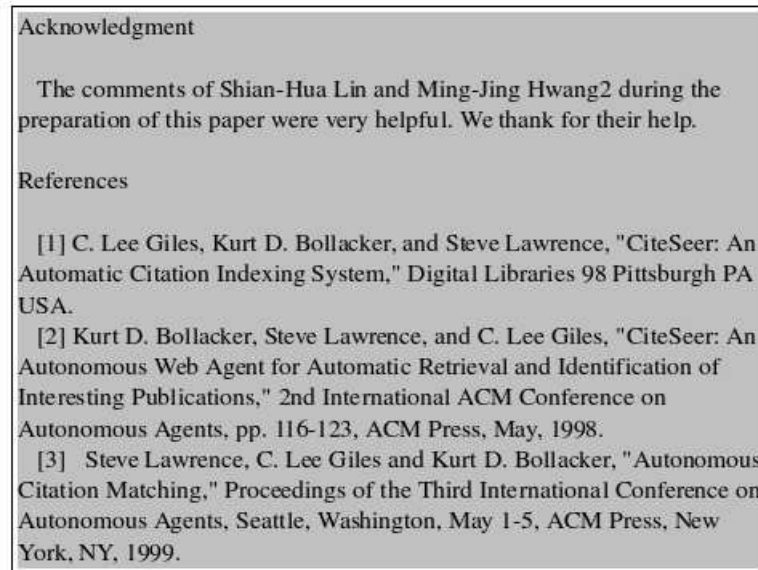 Acknowledgment
The comments of Shian-Hua Lin and Ming-Jing Hwang2 during the
preparation of this paper were very helpful. We thank for their help.
References
[1] C. Lee Giles, Kurt D. Bollacker, and Steve Lawrence, "CiteSeer: An
Automatic Citation Indexing System," Digital Libraries 98 Pittsburgh PA
USA.
[2] Kurt D. Bollacker, Steve Lawrence, and C. Lee Giles, "CiteSeer: An
Autonomous Web Agent for Automatic Retrieval and Identification of
Interesting Publications," 2nd International ACM Conference on
Autonomous Agents, pp. 116-123, ACM Press, May, 1998.
[3] Steve Lawrence, C. Lee Giles and Kurt D. Bollacker, "Autonomous
Citation Matching," Proceedings of the Third International Conference on
Autonomous Agents, Seattle, Washington, May 1-5, ACM Press, New
York, NY, 1999.